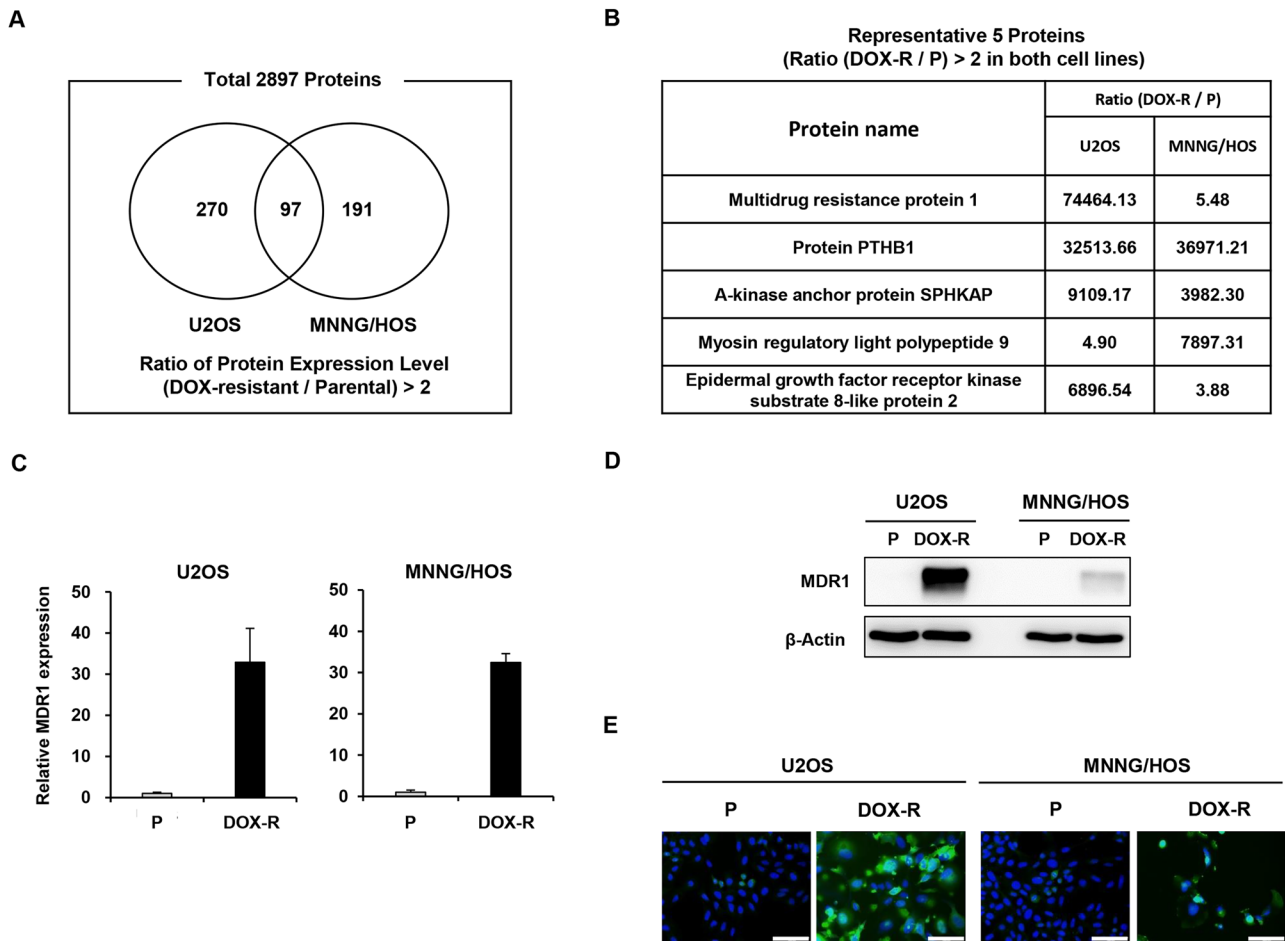 A
Total 2897 Proteins
270
97
191
U2OS
MNNG/HOS
Ratio of Protein Expression Level
(DOX-resistant / Parental) > 2
B
Representative 5 Proteins
(Ratio (DOX-R / P) > 2 in both cell lines)
Protein name
Ratio (DOX-R / P)
U2OS
MNNG/HOS
Multidrug resistance protein 1
74464.13
5.48
Protein PTHB1
32513.66
36971.21
A-kinase anchor protein SPHKAP
9109.17
3982.30
Myosin regulatory light polypeptide 9
4.90
7897.31
Epidermal growth factor receptor kinase
substrate 8-like protein 2
6896.54
3.88
C
Relative MDR1 expression
U2OS
50
40
30
20
10
0
P
DOX-R
MNNG/HOS
50
40
30
20
10
0
P
DOX-R
D
U2OS
MNNG/HOS
P
DOX-R
P
DOX-R
MDR1
β-Actin
E
U2OS
MNNG/HOS
P
DOX-R
P
DOX-R